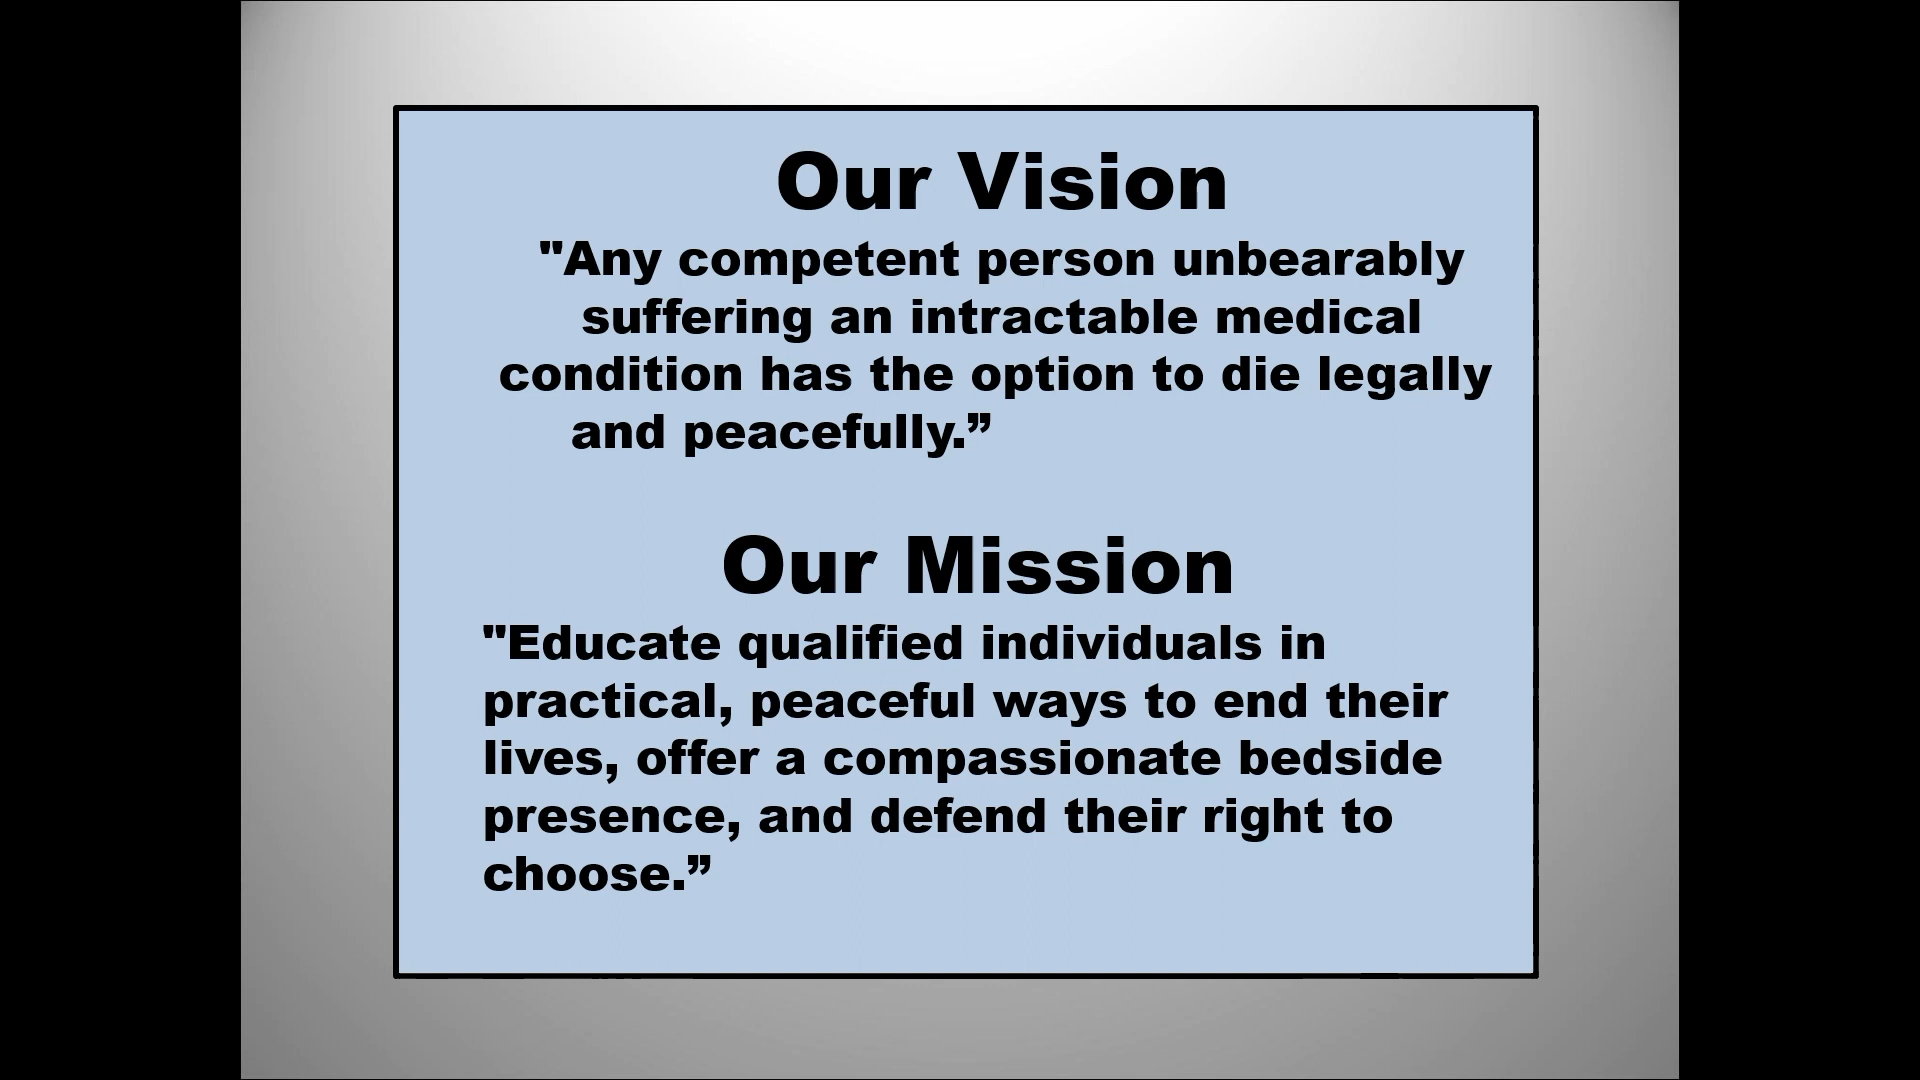 Our Vision
"Any competent person unbearably
suffering an intractable medical
condition has the option to die legally
and peacefully.”
Our Mission
"Educate qualified individuals in
practical, peaceful ways to end their
lives, offer a compassionate bedside
presence, and defend their right to
choose.”